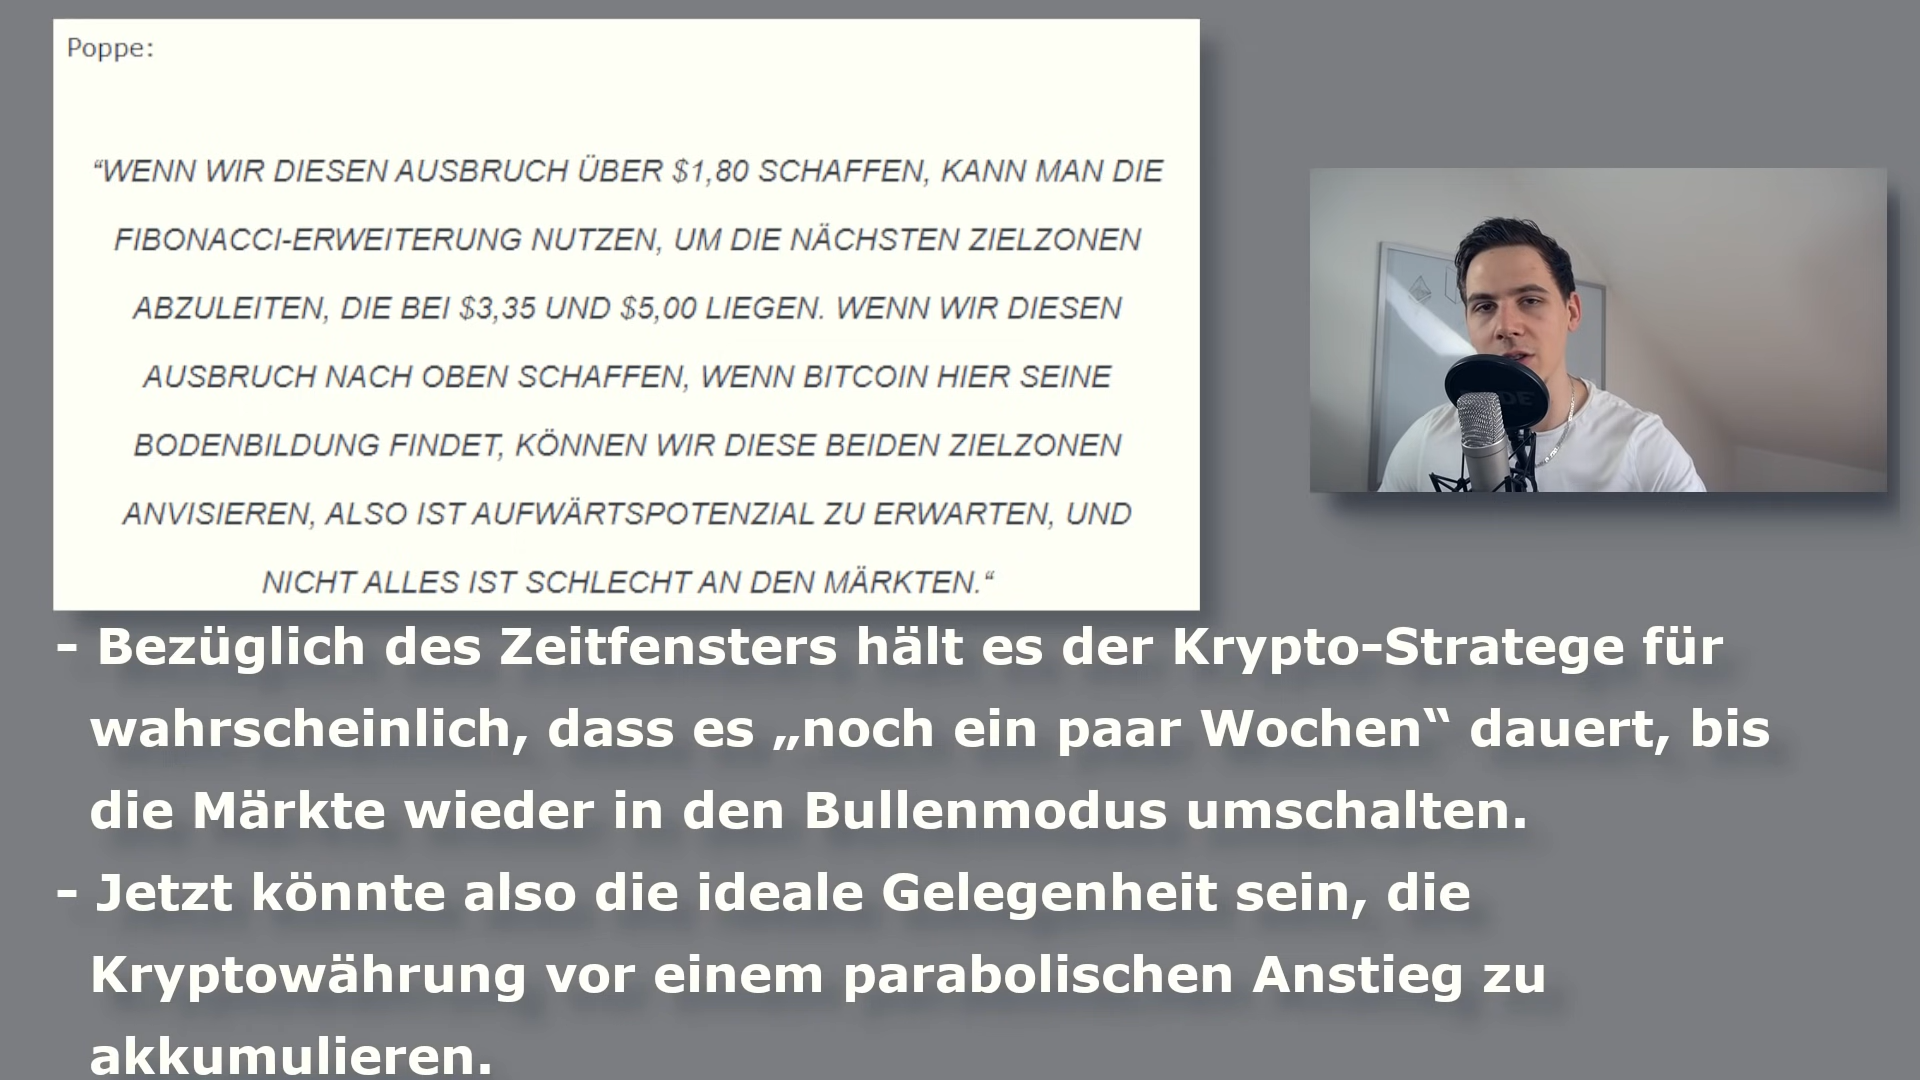 Poppe:
“WENN WIR DIESEN AUSBRUCH ÜBER $1,80 SCHAFFEN, KANN MAN DIE
FIBONACCI-ERWEITERUNG NUTZEN, UM DIE NÄCHSTEN ZIELZONEN
ABZULEITEN, DIE BEI $3,35 UND $5,00 LIEGEN. WENN WIR DIESEN
AUSBRUCH NACH OBEN SCHAFFEN, WENN BITCOIN HIER SEINE
BODENBILDUNG FINDET, KÖNNEN WIR DIESE BEIDEN ZIELZONEN
ANVISIEREN, ALSO IST AUFWÄRTSPOTENZIAL ZU ERWARTEN, UND
NICHT ALLES IST SCHLECHT AN DEN MÄRKTEN.“
- Bezüglich des Zeitfensters hält es der Krypto-Stratege für
wahrscheinlich, dass es „noch ein paar Wochen“ dauert, bis
die Märkte wieder in den Bullenmodus umschalten.
- Jetzt könnte also die ideale Gelegenheit sein, die
Kryptowährung vor einem parabolischen Anstieg zu
akkumulieren.